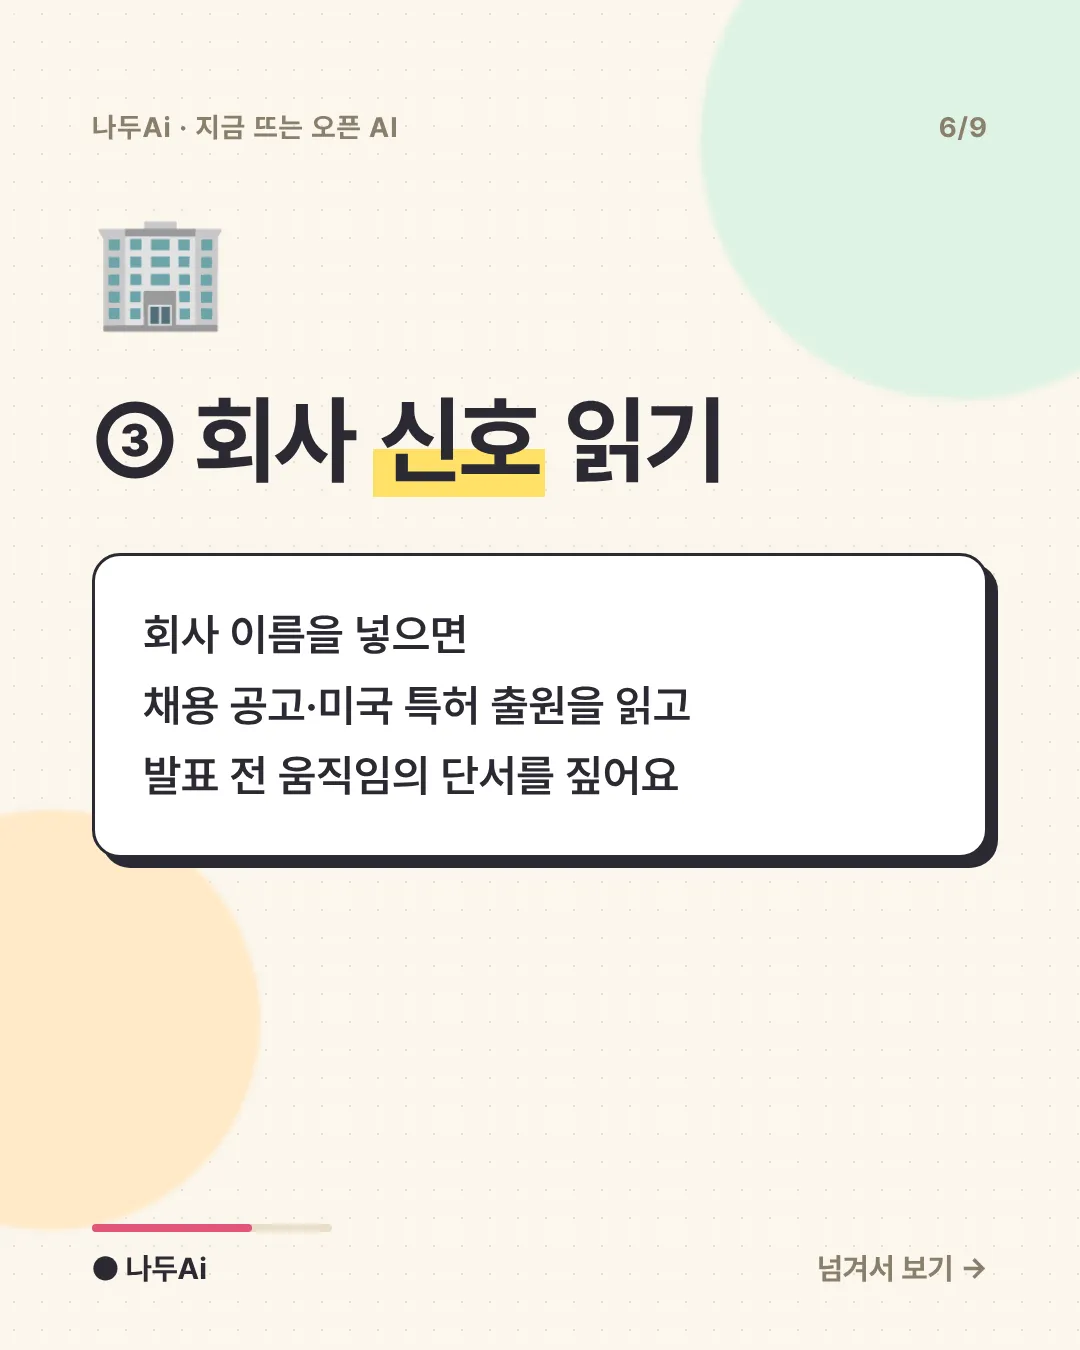 나두Ai · 지금 뜨는 오픈 AI
6/9
③ 회사 신호 읽기
회사 이름을 넣으면
채용 공고·미국 특허 출원을 읽고
발표 전 움직임의 단서를 짚어요
● 나두Ai
넘겨서 보기 →